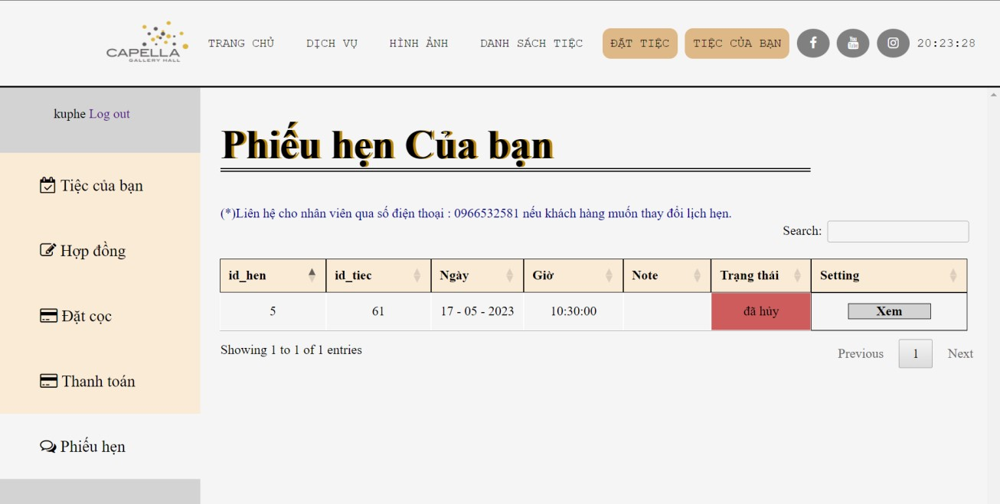 CAPELLA
GALLERY HALL
TRANG CHỦ DỊCH VỤ HÌNH ẢNH DANH SÁCH TIỆC ĐẶT TIỆC TIỆC CỦA BẠN You Tube 20:23:28
kuphe Log out
Tiệc của bạn
Hợp đồng
Đặt cọc
Thanh toán
Phiếu hẹn
Phiếu hẹn Của bạn
(*)Liên hệ cho nhân viên qua số điện thoại : 0966532581 nếu khách hàng muốn thay đổi lịch hẹn.
Search:
id_hen id_tiec Ngày Giờ Note Trạng thái Setting
5 61 17 - 05 - 2023 10:30:00 đã hủy Xem
Showing 1 to 1 of 1 entries
Previous 1 Next